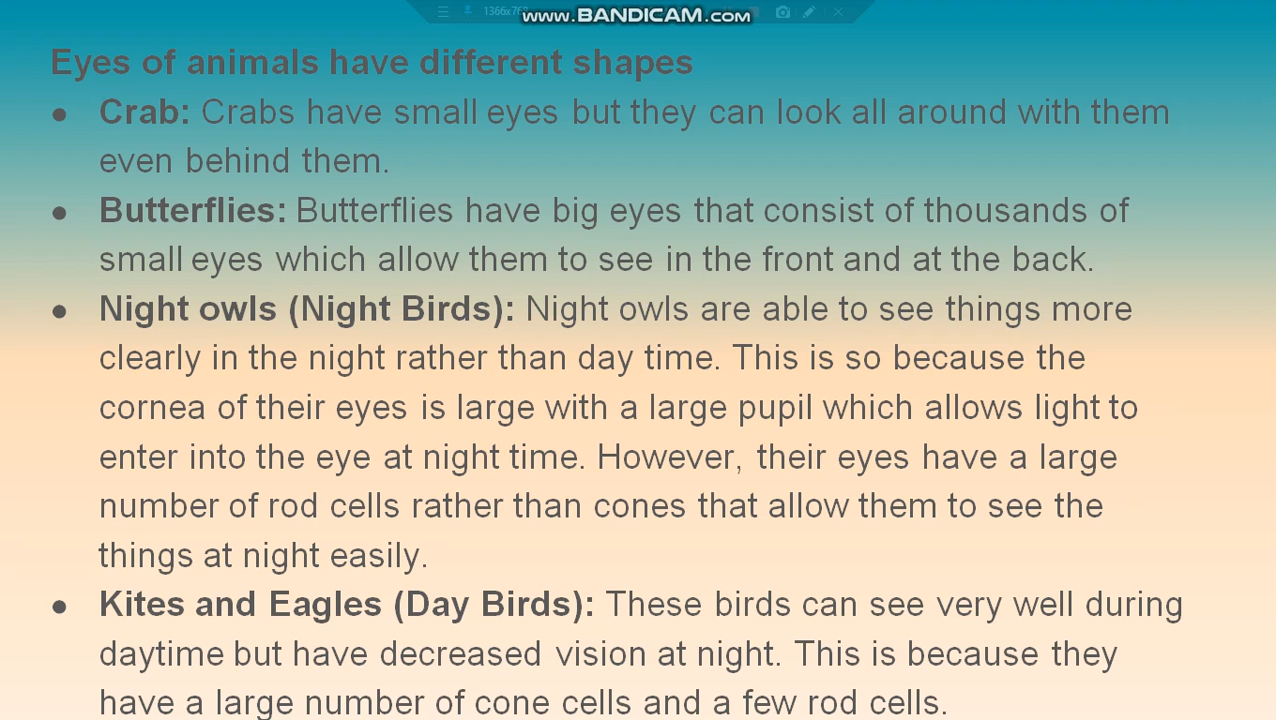 1366x768
www.BANDICAM.com
Eyes of animals have different shapes
● Crab: Crabs have small eyes but they can look all around with them
even behind them.
● Butterflies: Butterflies have big eyes that consist of thousands of
small eyes which allow them to see in the front and at the back.
● Night owls (Night Birds): Night owls are able to see things more
clearly in the night rather than day time. This is so because the
cornea of their eyes is large with a large pupil which allows light to
enter into the eye at night time. However, their eyes have a large
number of rod cells rather than cones that allow them to see the
things at night easily.
● Kites and Eagles (Day Birds): These birds can see very well during
daytime but have decreased vision at night. This is because they
have a large number of cone cells and a few rod cells.